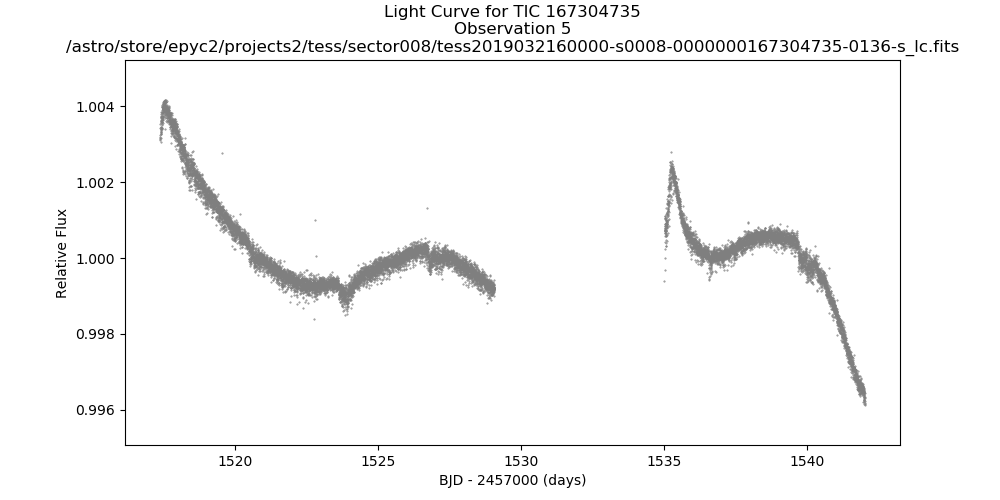 Light Curve for TIC 167304735
Observation 5
/astro/store/epyc2/projects2/tess/sector008/tess2019032160000-s0008-0000000167304735-0136-s_lc.fits
1.004
1.002
1.000
0.998
0.996
Relative Flux
1520
1525
1530
1535
1540
BJD - 2457000 (days)